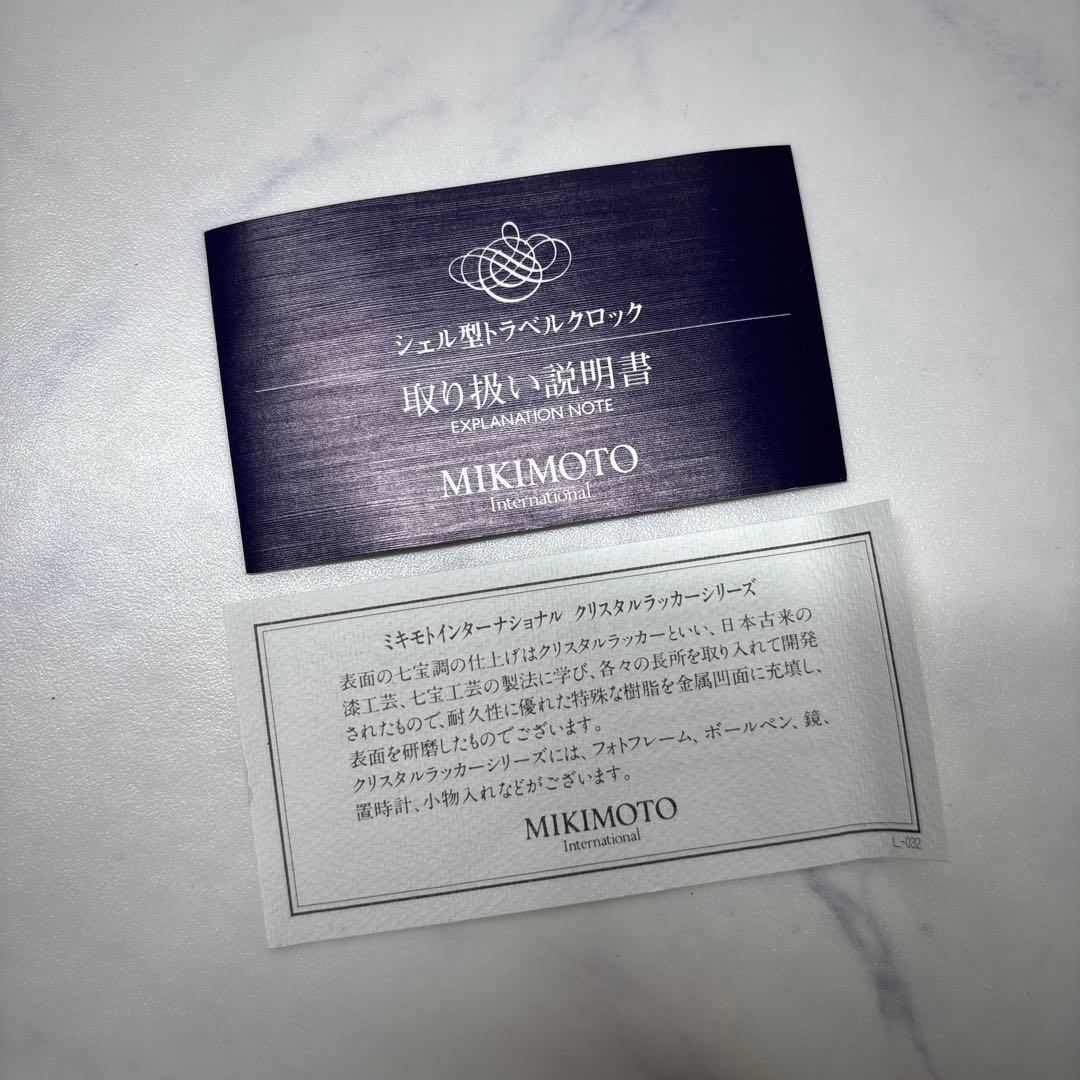 シェル型トラベルクロック
取り扱い説明書
EXPLANATION NOTE
MIKIMOTO
International
ミキモトインターナショナル クリスタルラッカーシリーズ
表面の七宝調の仕上げはクリスタルラッカーといい、日本古来の
漆工芸、七宝工芸の製法に学び、各々の長所を取り入れて開発
されたもので、耐久性に優れた特殊な樹脂を金属凹面に充填し、
表面を研磨したものでございます。
クリスタルラッカーシリーズには、フォトフレーム、ボールペン、鏡、
置時計、小物入れなどがございます。
MIKIMOTO
International
L-032